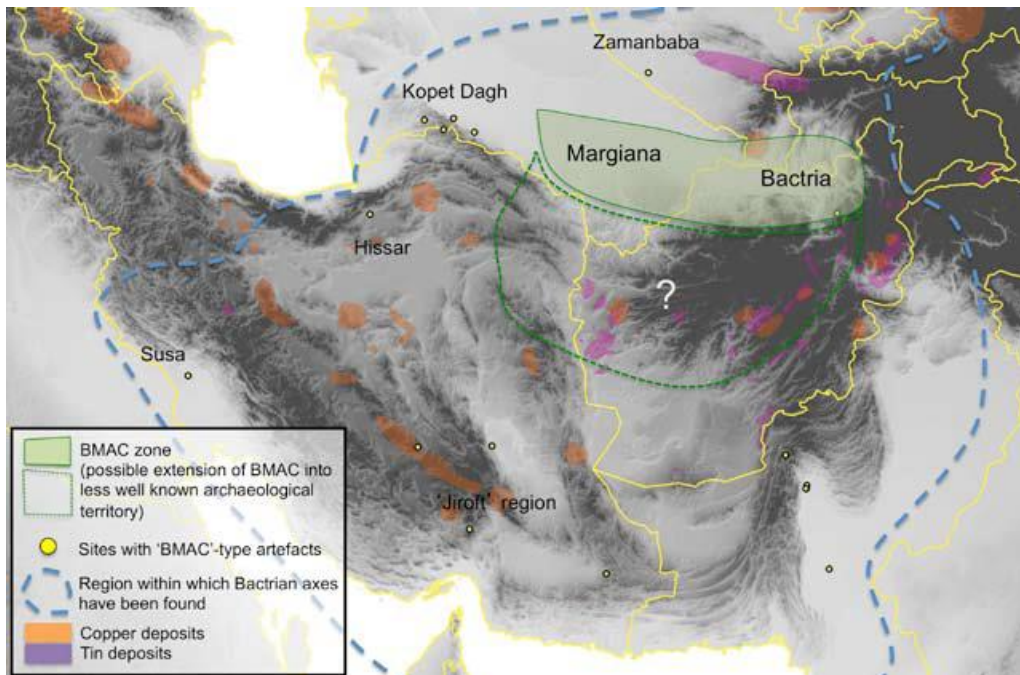 Zamanbaba
Kopet Dagh
Margiana
Bactria
Hissar
?
Susa
'Jiroft' region
BMAC zone
(possible extension of BMAC into
less well known archaeological
territory)
Sites with 'BMAC'-type artefacts
Region within which Bactrian axes
have been found
Copper deposits
Tin deposits